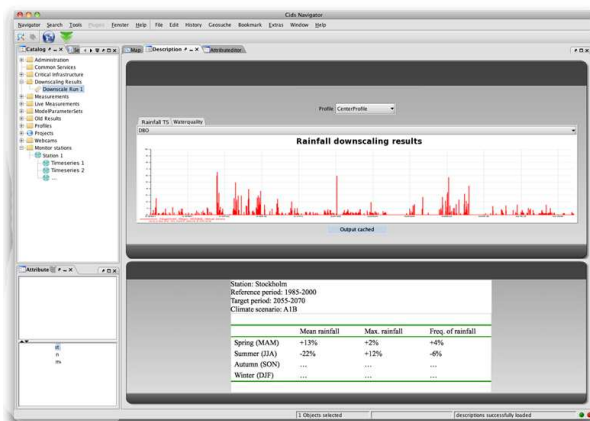 Cids Navigator
Navigator Search Tools Plugins Fenster Help File Edit History Geosuche Bookmark Extras Window Help
Catalog
Map Description Attributeditor
Administration
Common Services
Critical Infrastructure
Downscaling Results
Downscale Run 1
Measurements
Live Measurements
ModelParameterSets
Old Results
Profiles
Projects
Webcams
Monitor stations
Station 1
Timeseries 1
Timeseries 2
...
Profile CenterProfile
Rainfall TS Waterquality
DBO
Rainfall downscaling results
Output cached
Attribute
Station: Stockholm
Reference period: 1985-2000
Target period: 2055-2070
Climate scenario: A1B
Mean rainfall Max. rainfall Freq. of rainfall
Spring (MAM) +13% +2% +4%
Summer (JJA) -22% +12% -6%
Autumn (SON) ... ... ...
Winter (DJF) ... ... ...
1 Objects selected descriptions successfully loaded